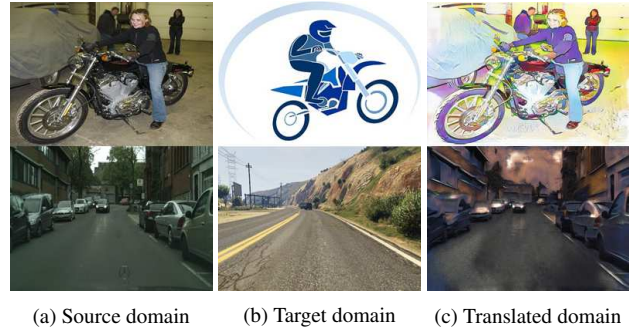 (a) Source domain
(b) Target domain
(c) Translated domain